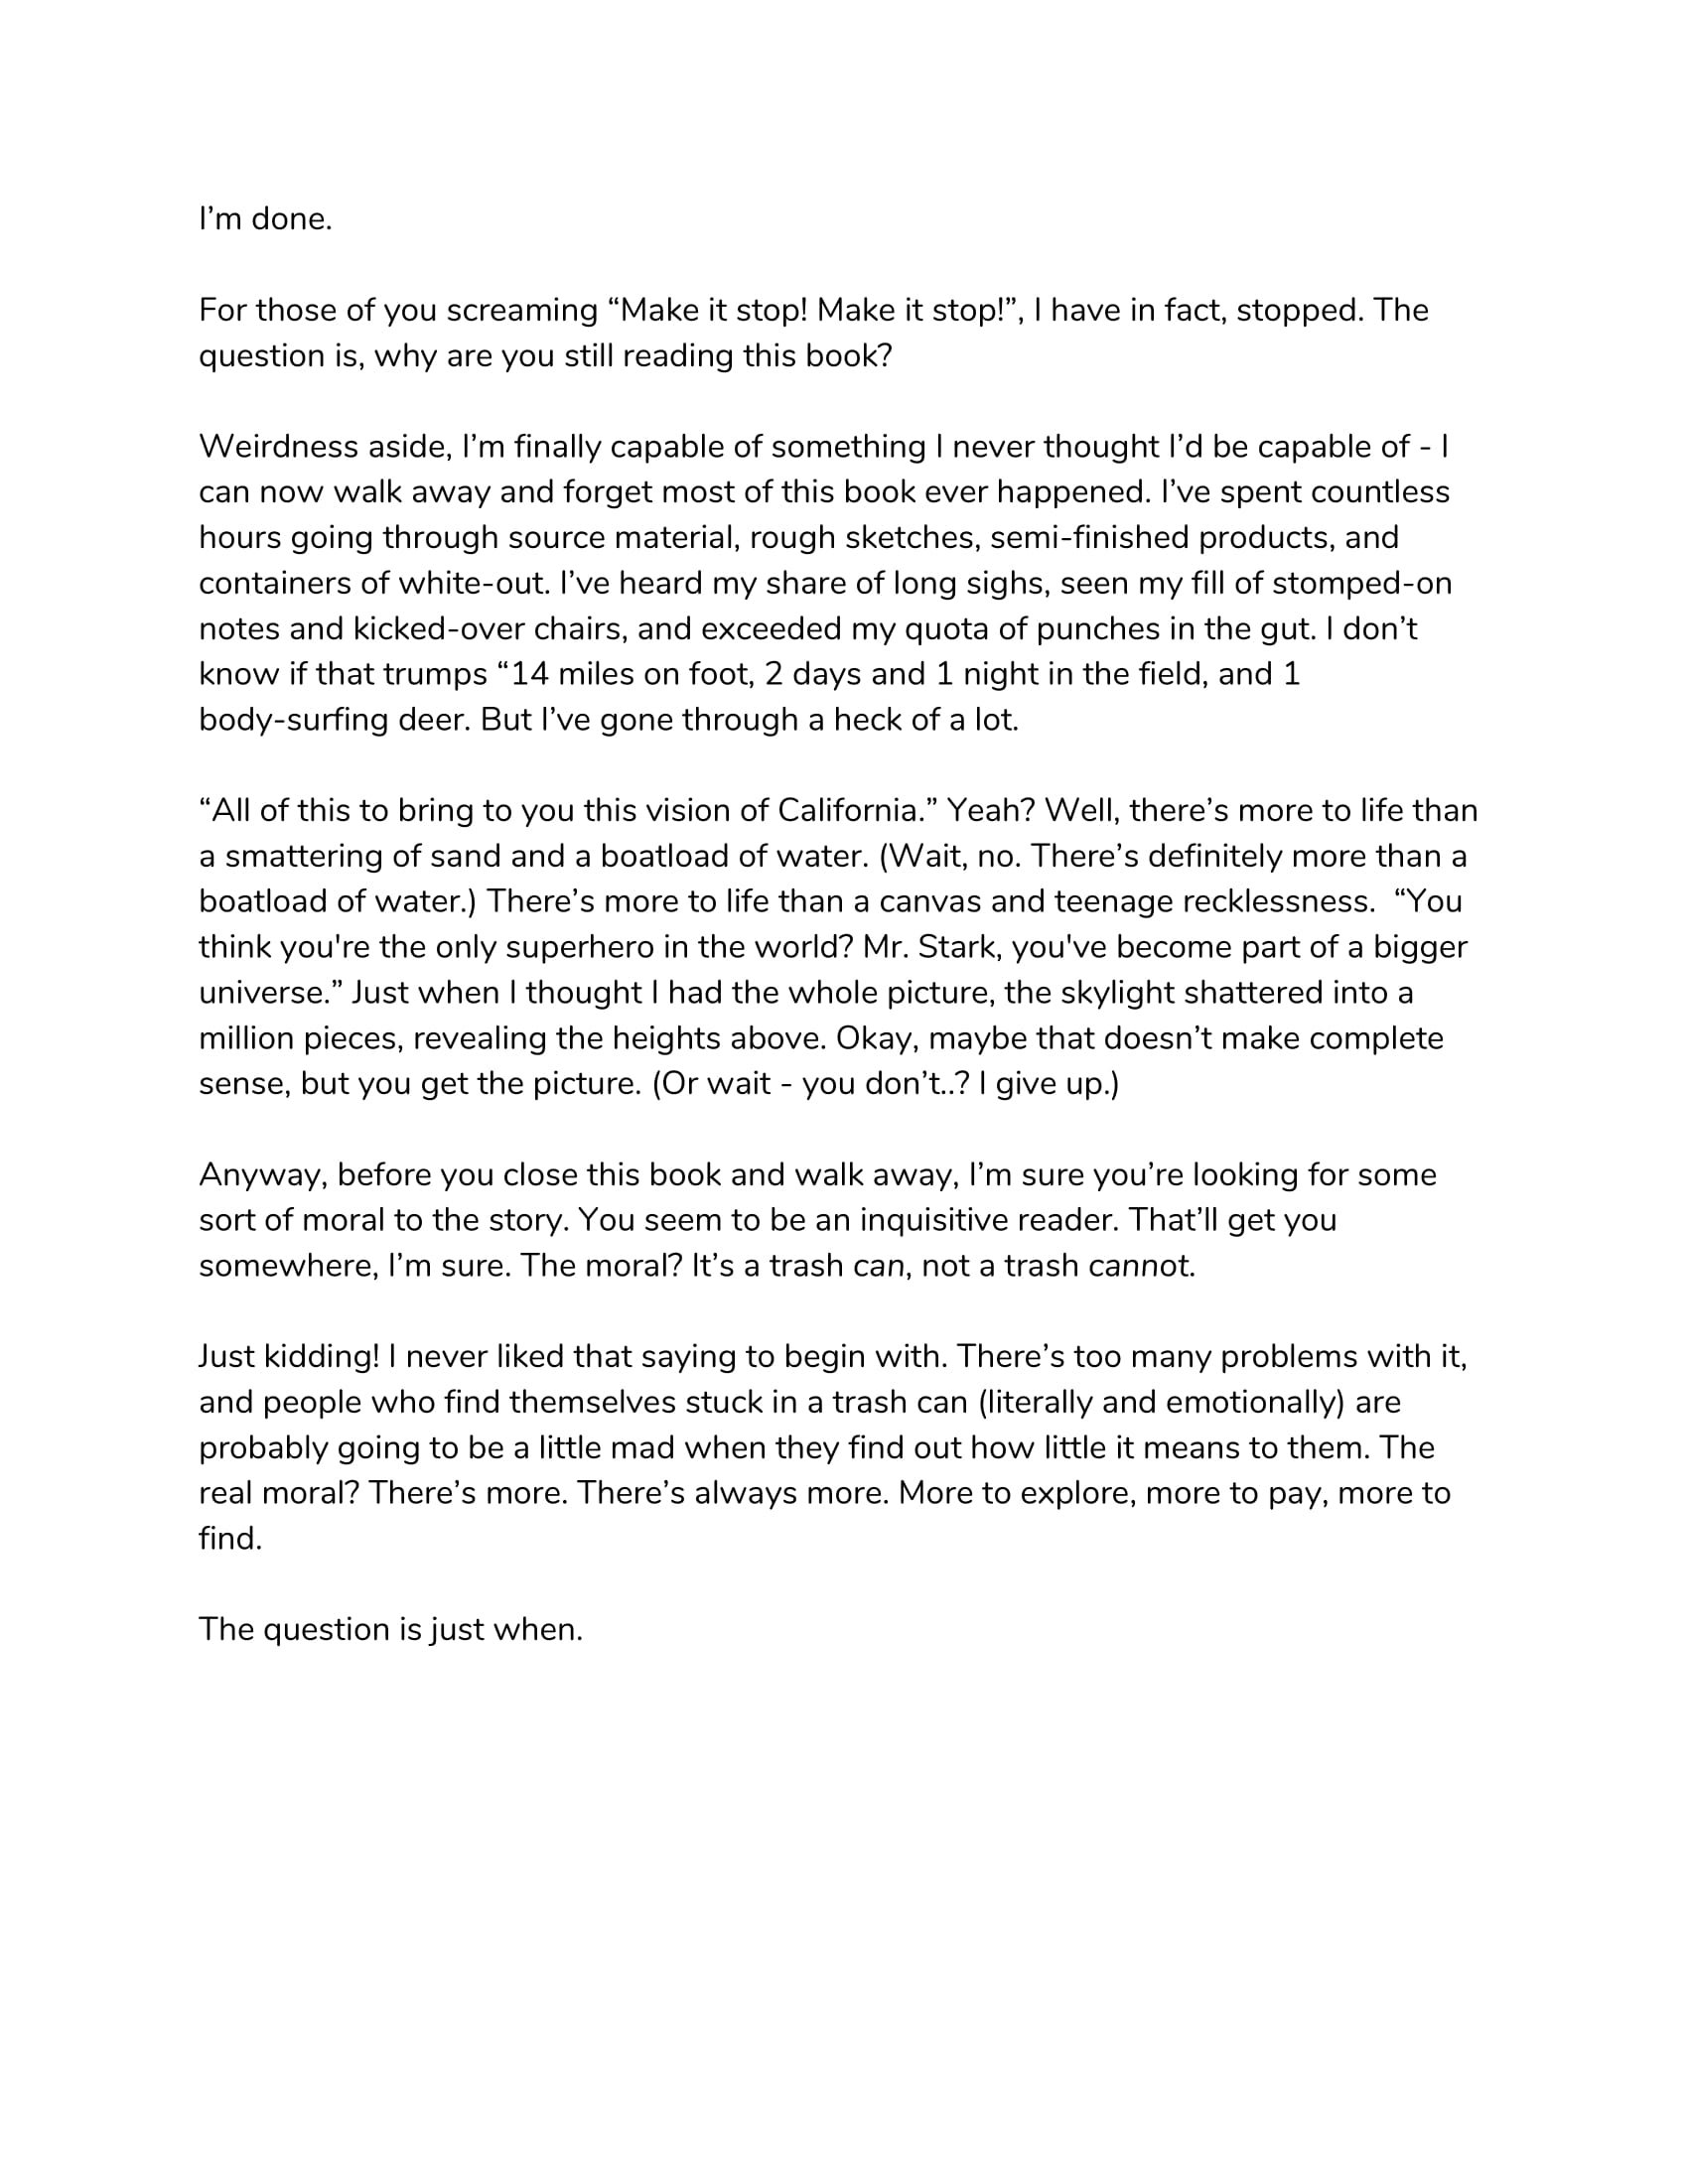 I’m done.
For those of you screaming “Make it stop! Make it stop!”, I have in fact, stopped. The
question is, why are you still reading this book?
Weirdness aside, I’m finally capable of something I never thought I’d be capable of - I
can now walk away and forget most of this book ever happened. I’ve spent countless
hours going through source material, rough sketches, semi-finished products, and
containers of white-out. I’ve heard my share of long sighs, seen my fill of stomped-on
notes and kicked-over chairs, and exceeded my quota of punches in the gut. I don’t
know if that trumps “14 miles on foot, 2 days and 1 night in the field, and 1
body-surfing deer. But I’ve gone through a heck of a lot.
“All of this to bring to you this vision of California.” Yeah? Well, there’s more to life than
a smattering of sand and a boatload of water. (Wait, no. There’s definitely more than a
boatload of water.) There’s more to life than a canvas and teenage recklessness.  “You
think you're the only superhero in the world? Mr. Stark, you've become part of a bigger
universe.” Just when I thought I had the whole picture, the skylight shattered into a
million pieces, revealing the heights above. Okay, maybe that doesn’t make complete
sense, but you get the picture. (Or wait - you don’t..? I give up.)
Anyway, before you close this book and walk away, I’m sure you’re looking for some
sort of moral to the story. You seem to be an inquisitive reader. That’ll get you
somewhere, I’m sure. The moral? It’s a trash can, not a trash cannot.
Just kidding! I never liked that saying to begin with. There’s too many problems with it,
and people who find themselves stuck in a trash can (literally and emotionally) are
probably going to be a little mad when they find out how little it means to them. The
real moral? There’s more. There’s always more. More to explore, more to pay, more to
find.
The question is just when.